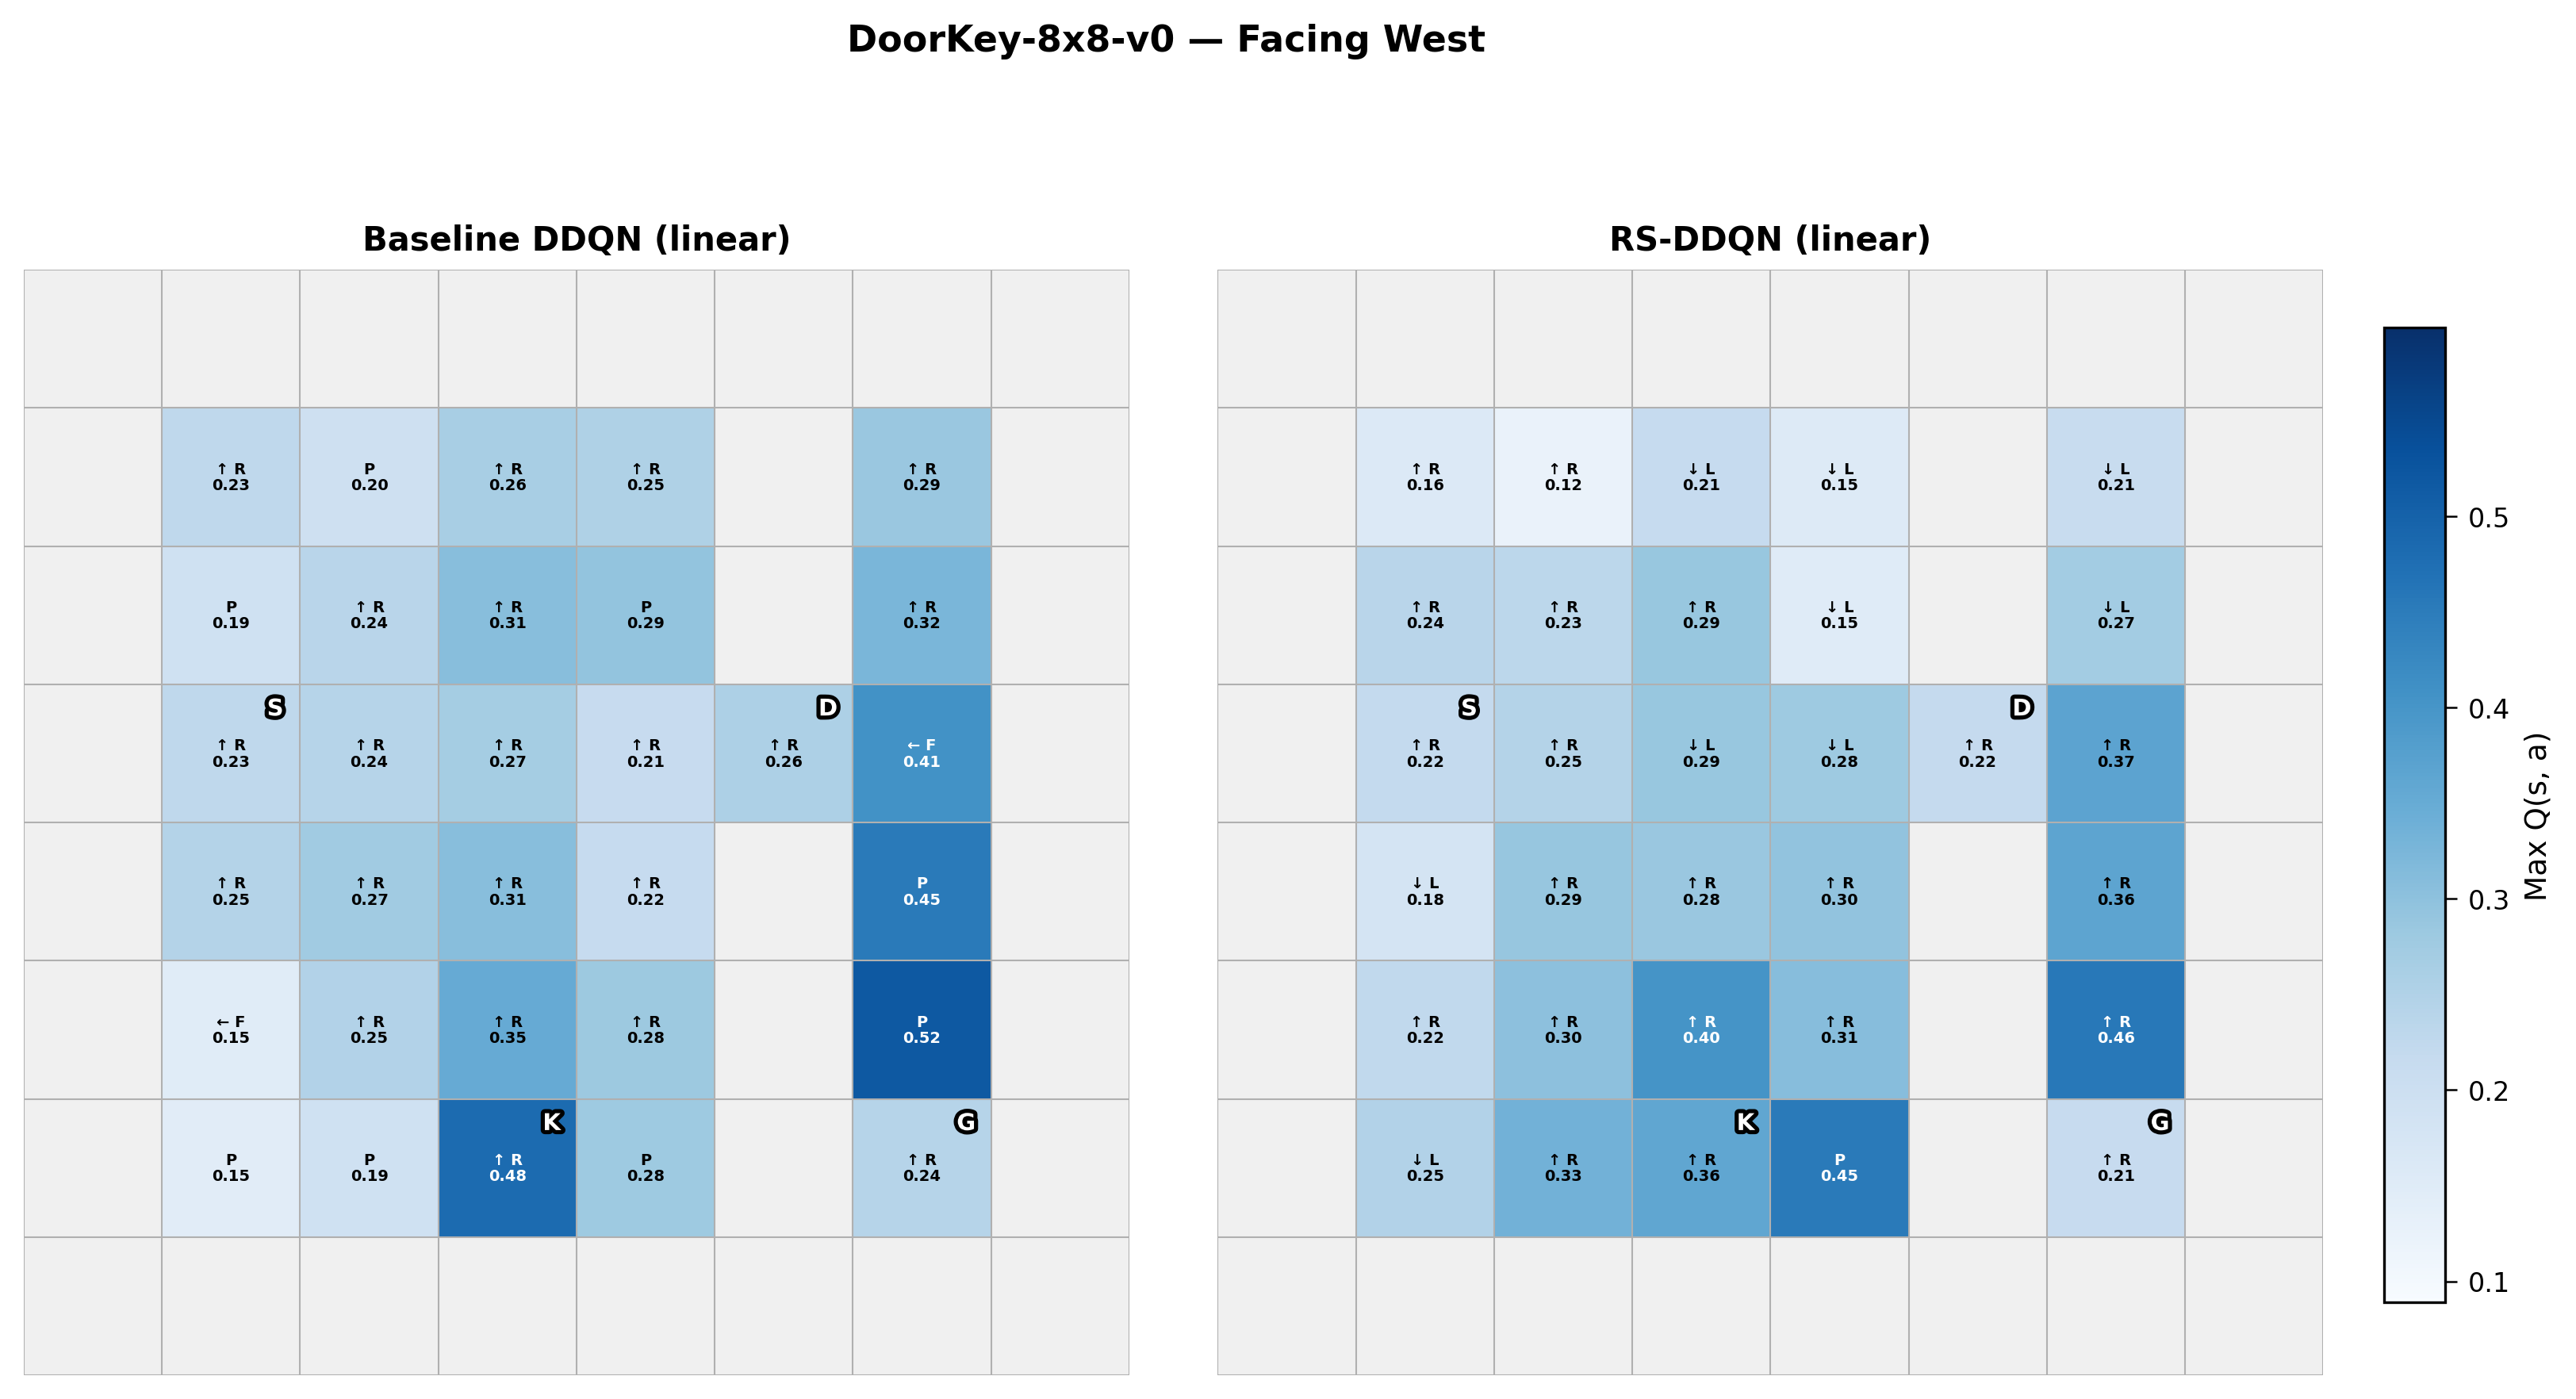 DoorKey-8x8-v0 — Facing West
Baseline DDQN (linear)
↑ R ↑ R ↑ R ↑ R
0.23 P 0.26 0.25 0.29
0.20
P ↑ R ↑ R P ↑ R
0.19 0.24 0.31 0.29 0.32
S D
↑ R ↑ R ↑ R ↑ R ↑ R ← F
0.23 0.24 0.27 0.21 0.26 0.41
↑ R ↑ R ↑ R ↑ R P
0.25 0.27 0.31 0.22 0.45
← F ↑ R ↑ R ↑ R P
0.15 0.25 0.35 0.28 0.52
K G
P P ↑ R P ↑ R
0.15 0.19 0.48 0.28 0.24
RS-DDQN (linear)
↑ R ↑ R ↓ L ↓ L ↓ L
0.16 0.12 0.21 0.15 0.21
↑ R ↑ R ↑ R ↓ L ↓ L
0.24 0.23 0.29 0.15 0.27
S D
↑ R ↑ R ↓ L ↓ L ↑ R ↑ R
0.22 0.25 0.29 0.28 0.22 0.37
↓ L ↑ R ↑ R ↑ R ↑ R
0.18 0.29 0.28 0.30 0.36
↑ R ↑ R ↑ R ↑ R ↑ R
0.22 0.30 0.40 0.31 0.46
K G
↓ L ↑ R ↑ R P ↑ R
0.25 0.33 0.36 0.45 0.21
0.5
0.4
0.3
0.2
0.1
Max Q(s, a)